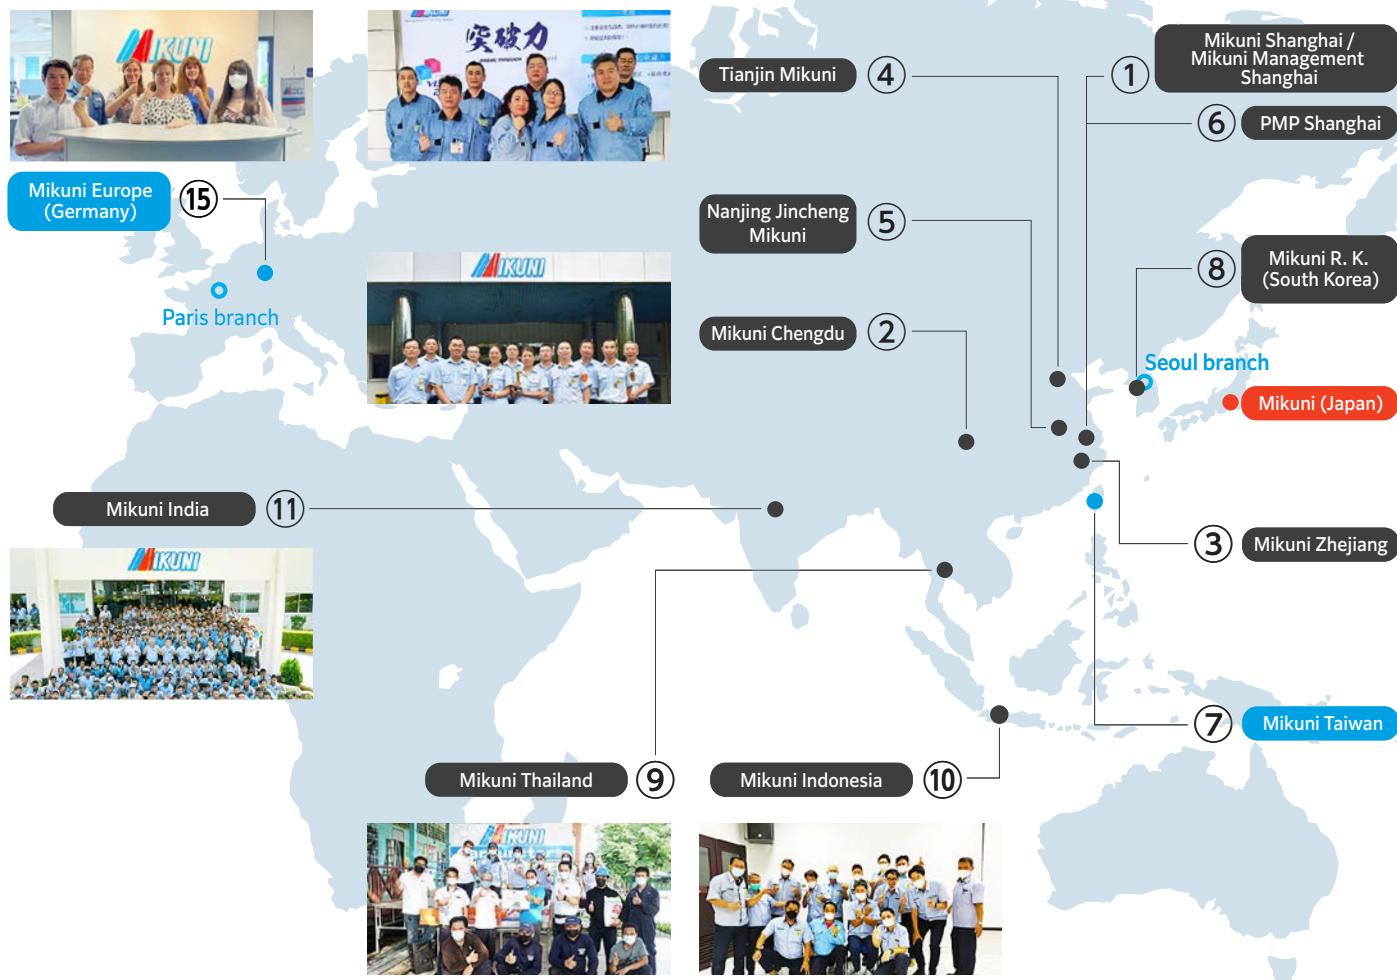 MIKUNI
MIKUNI
突破力
Tianjin Mikuni
4
1
Mikuni Shanghai /
Mikuni Management
Shanghai
6
PMP Shanghai
Mikuni Europe
(Germany)
15
Nanjing Jincheng
Mikuni
5
8
Mikuni R. K.
(South Korea)
MIKUNI
Paris branch
Mikuni Chengdu
2
Seoul branch
Mikuni (Japan)
Mikuni India
11
3
Mikuni Zhejiang
MIKUNI
7
Mikuni Taiwan
Mikuni Thailand
9
Mikuni Indonesia
10
MIKUNI